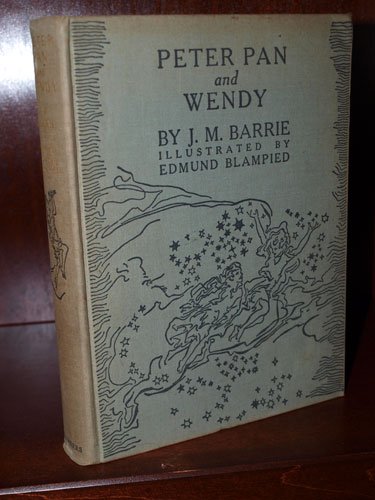 PETER PAN
and
WENDY
BY J. M. BARRIE
ILLUSTRATED BY
EDMUND BLAMPIED